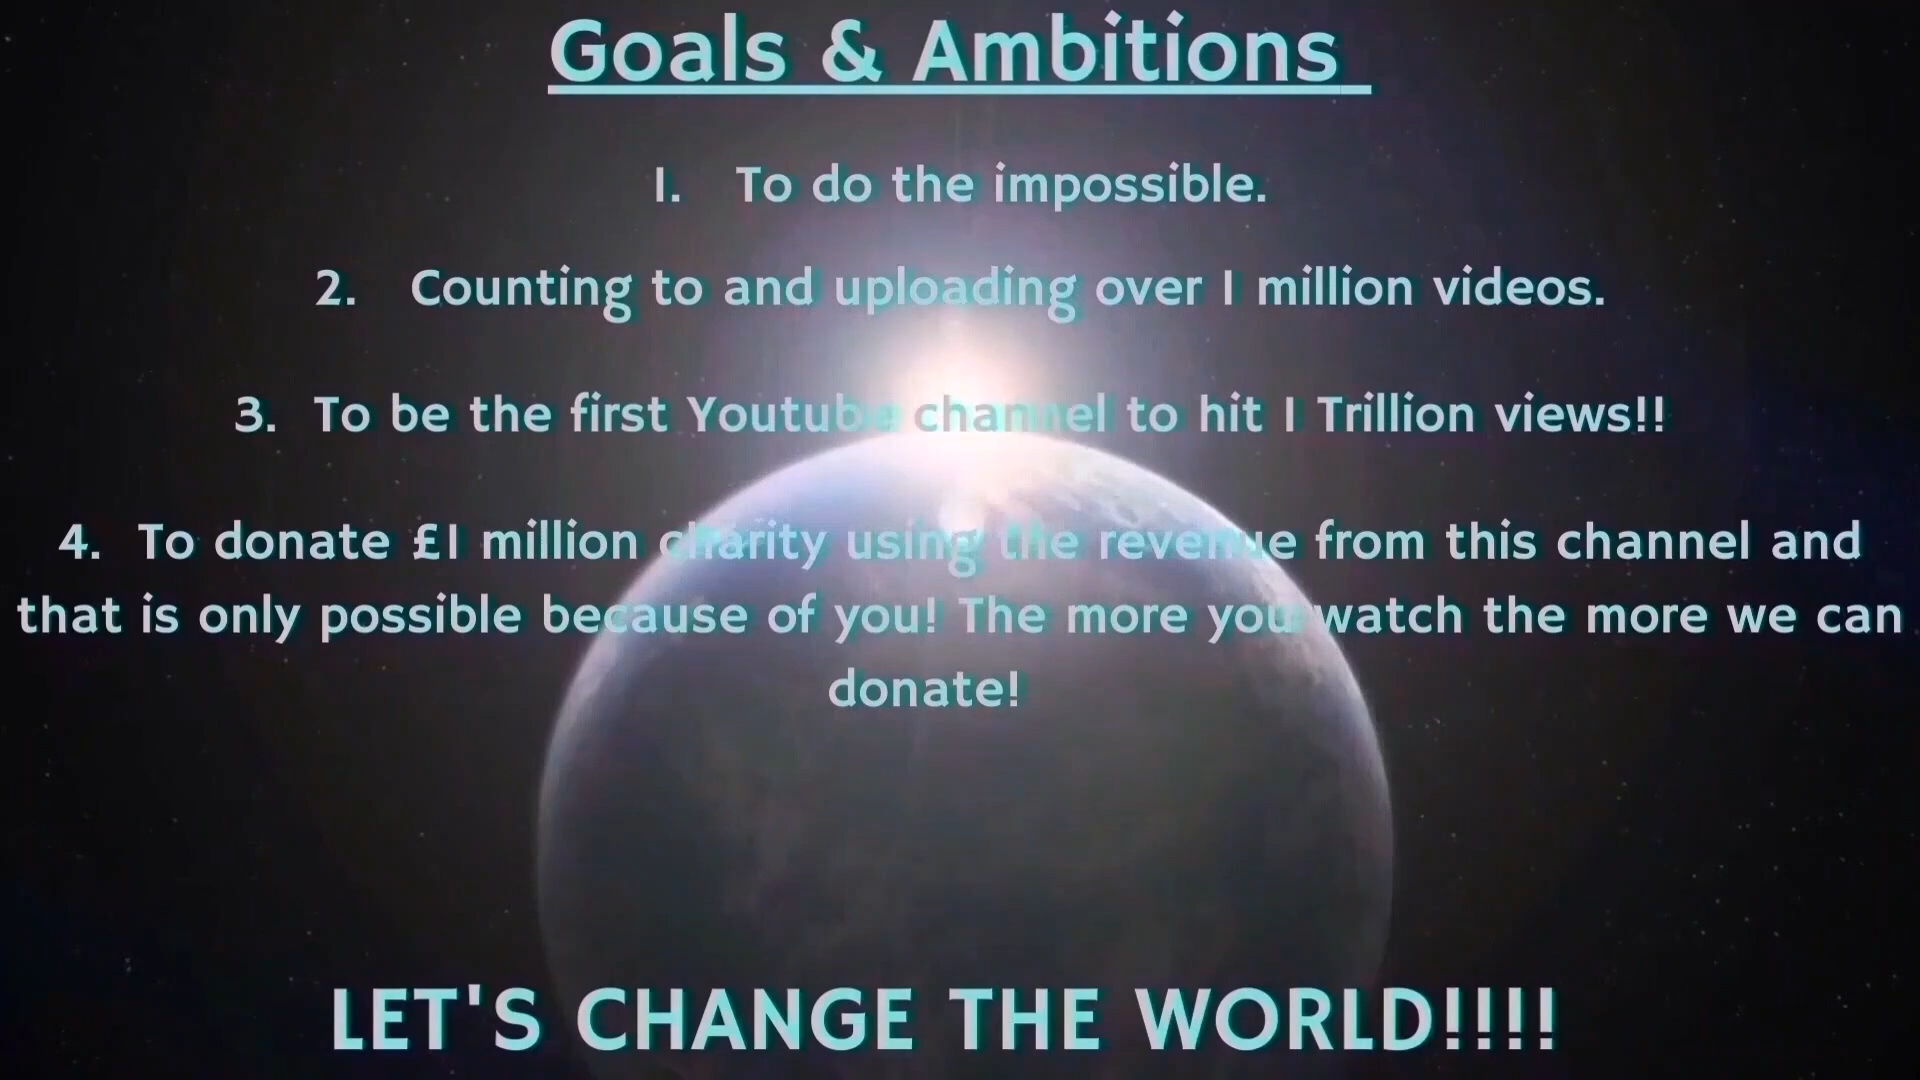 Goals & Ambitions
1. To do the impossible.
2. Counting to and uploading over 1 million videos.
3. To be the first Youtube channel to hit 1 Trillion views!!
4. To donate £1 million charity using the revenue from this channel and
that is only possible because of you! The more you watch the more we can
donate!
LET'S CHANGE THE WORLD!!!!